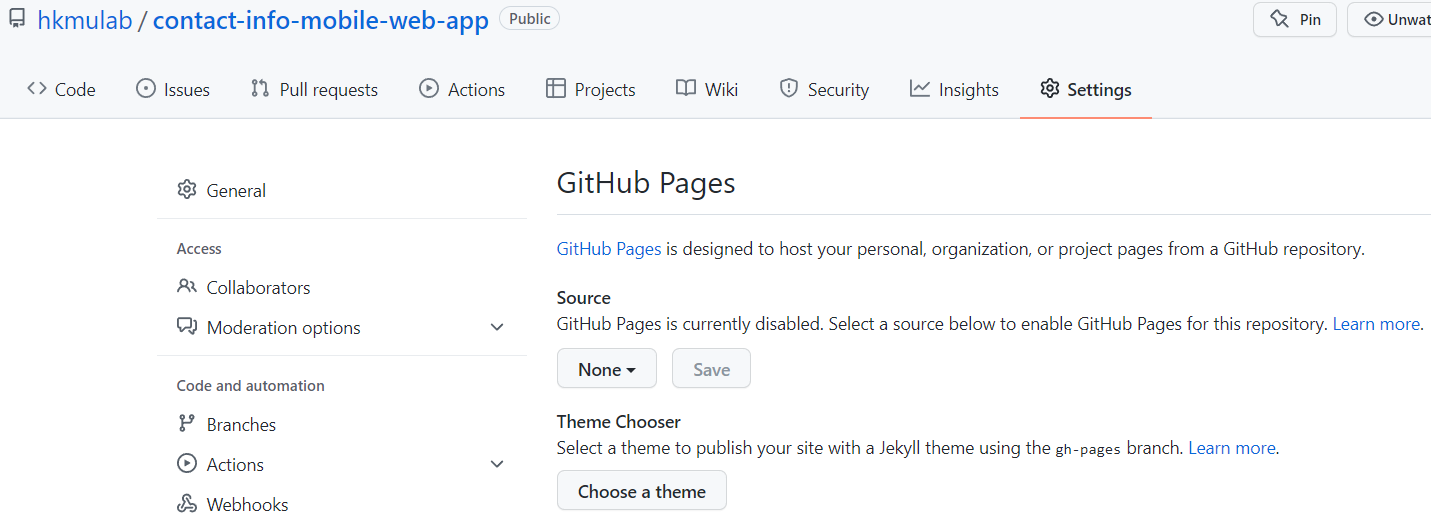 hkmulab / contact-info-mobile-web-app Public Pin
Code Issues Pull requests Actions Projects Wiki Security Insights Settings
General
Access
Collaborators
Moderation options
Code and automation
Branches
Actions
Webhooks
GitHub Pages
GitHub Pages is designed to host your personal, organization, or project pages from a GitHub repository.
Source
GitHub Pages is currently disabled. Select a source below to enable GitHub Pages for this repository. Learn more.
None Save
Theme Chooser
Select a theme to publish your site with a Jekyll theme using the gh-pages branch. Learn more.
Choose a theme